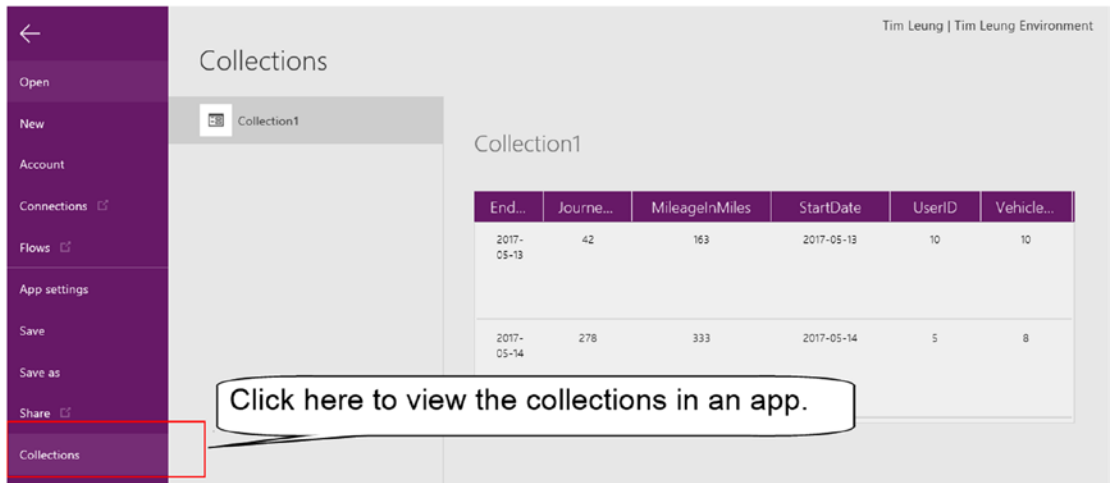 Tim Leung | Tim Leung Environment
Open
New
Account
Connections
Flows
App settings
Save
Save as
Share
Collections
Collections
Collection1
Collection1
End... Journe... MileageInMiles StartDate UserID Vehicle...
2017- 42 163 2017-05-13 10 10
05-13
2017- 278 333 2017-05-14 5 8
05-14
Click here to view the collections in an app.